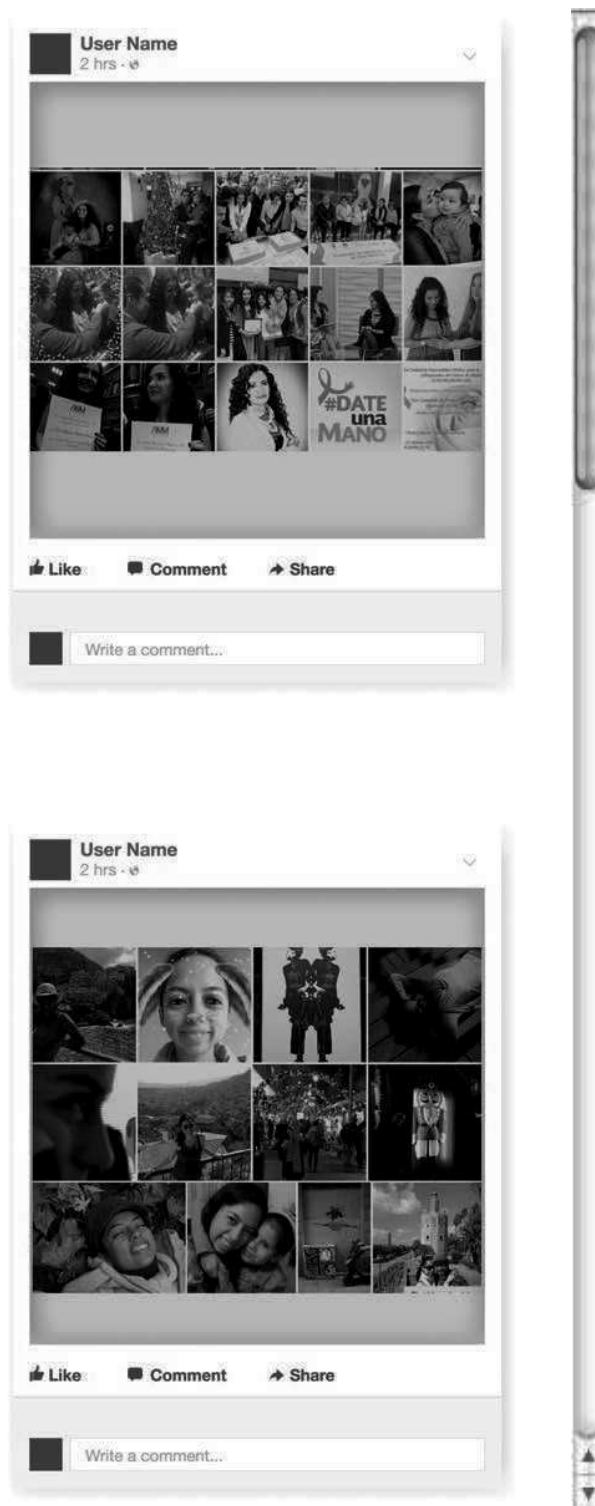 User Name
2 hrs ·
#DATE
una
MANO
Like Comment Share
Write a comment...
User Name
2 hrs ·
Like Comment Share
Write a comment...